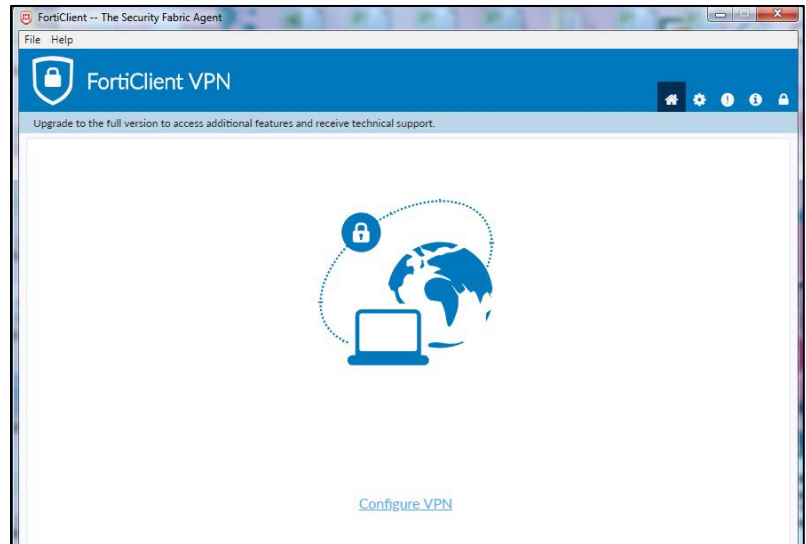 FortiClient -- The Security Fabric Agent
File Help
FortiClient VPN
Upgrade to the full version to access additional features and receive technical support.
Configure VPN